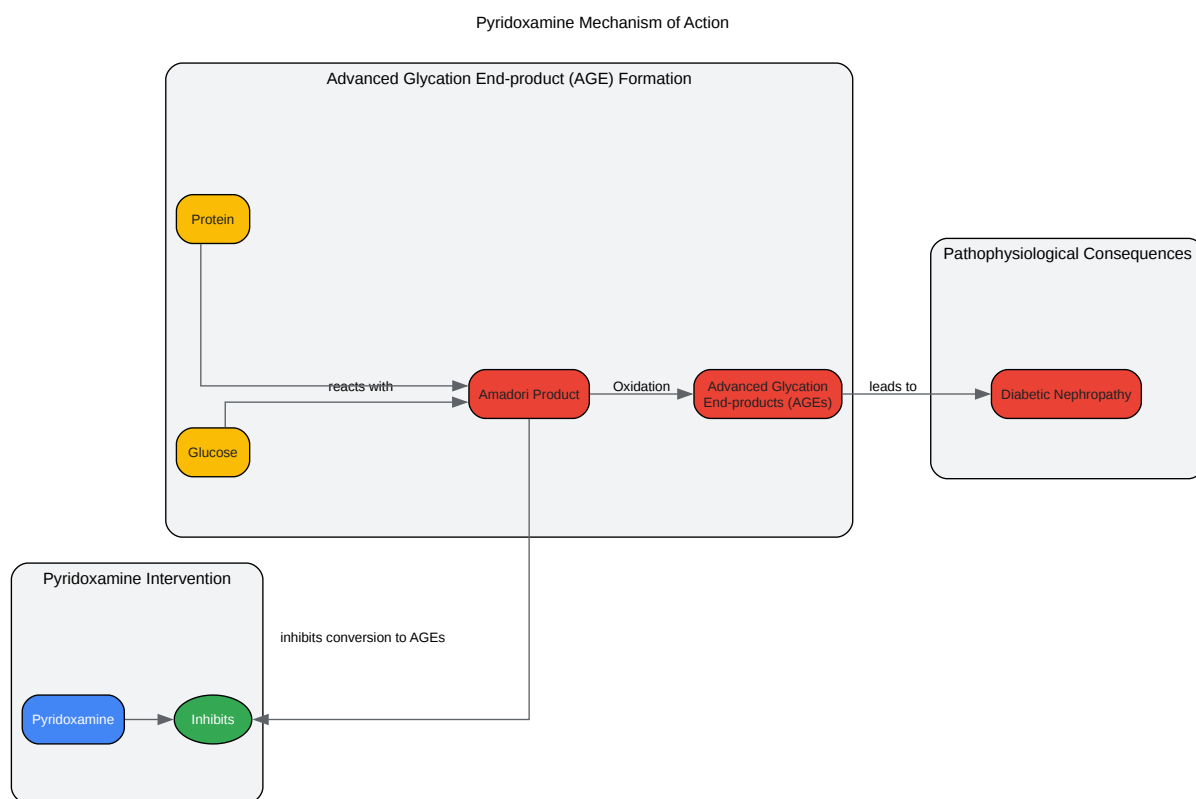 Pyridoxamine Mechanism of Action
Advanced Glycation End-product (AGE) Formation
Protein
Pathophysiological Consequences
reacts with
Amadori Product
Oxidation
Advanced Glycation
End-products (AGEs)
leads to
Diabetic Nephropathy
Glucose
Pyridoxamine Intervention
inhibits conversion to AGEs
Pyridoxamine
Inhibits